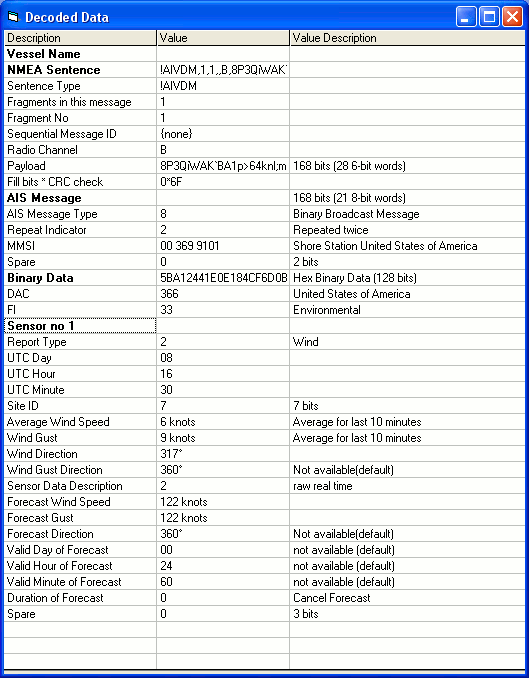 Decoded Data
Description Value Value Description
Vessel Name
NMEA Sentence !AIVDM,1,1,,B,8P3QiWAK`
Sentence Type !AIVDM
Fragments in this message 1
Fragment No 1
Sequential Message ID {none}
Radio Channel B
Payload 8P3QiWAK`BA1p>64knl;m 168 bits (28 6-bit words)
Fill bits * CRC check 0*6F
AIS Message 168 bits (21 8-bit words)
AIS Message Type 8 Binary Broadcast Message
Repeat Indicator 2 Repeated twice
MMSI 00 369 9101 Shore Station United States of America
Spare 0 2 bits
Binary Data 5BA12441E0E184CF6D0B Hex Binary Data (128 bits)
DAC 366 United States of America
FI 33 Environmental
Sensor no 1
Report Type 2 Wind
UTC Day 08
UTC Hour 16
UTC Minute 30
Site ID 7 7 bits
Average Wind Speed 6 knots Average for last 10 minutes
Wind Gust 9 knots Average for last 10 minutes
Wind Direction 317°
Wind Gust Direction 360° Not available(default)
Sensor Data Description 2 raw real time
Forecast Wind Speed 122 knots
Forecast Gust 122 knots
Forecast Direction 360° Not available(default)
Valid Day of Forecast 00 not available (default)
Valid Hour of Forecast 24 not available (default)
Valid Minute of Forecast 60 not available (default)
Duration of Forecast 0 Cancel Forecast
Spare 0 3 bits